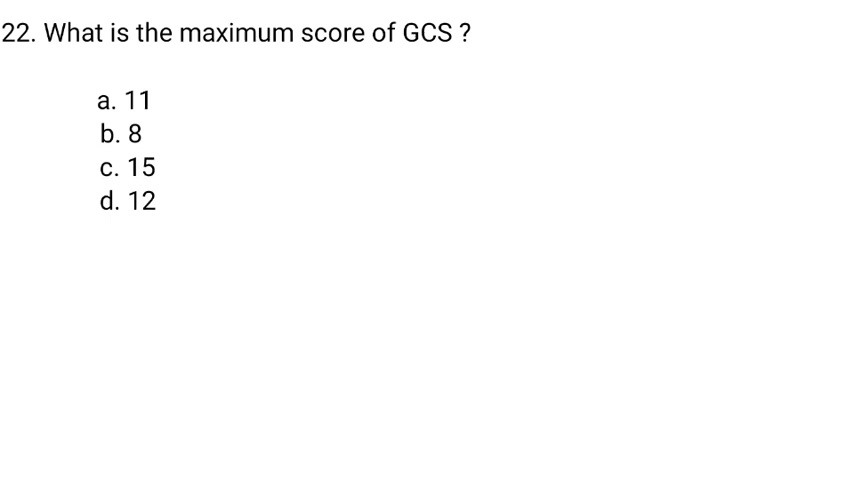 22. What is the maximum score of GCS ?
a. 11
b. 8
c. 15
d. 12